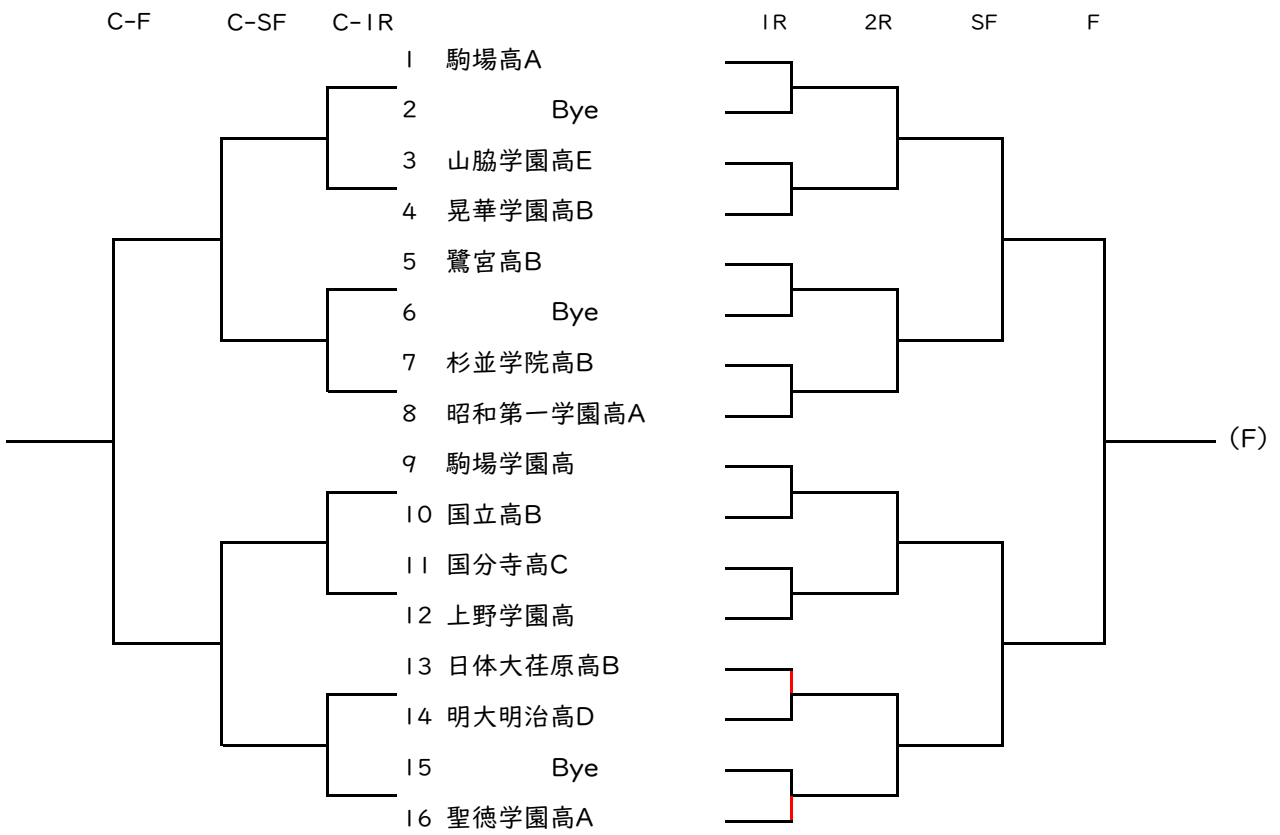 C-F C-SF C-1R 1R 2R SF F
1 駒場高A
2 Bye
3 山脇学園高E
4 晃華学園高B
5 鷺宮高B
6 Bye
7 杉並学院高B
8 昭和第一学園高A
(F)
9 駒場学園高
10 国立高B
11 国分寺高C
12 上野学園高
13 日体大荏原高B
14 明大明治高D
15 Bye
16 聖徳学園高A